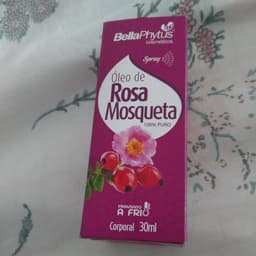 BellaPhytus
cosméticos
Spray
Óleo de
Rosa
Mosqueta
100% PURO
PRENSADO
A FRIO
Corporal 30ml